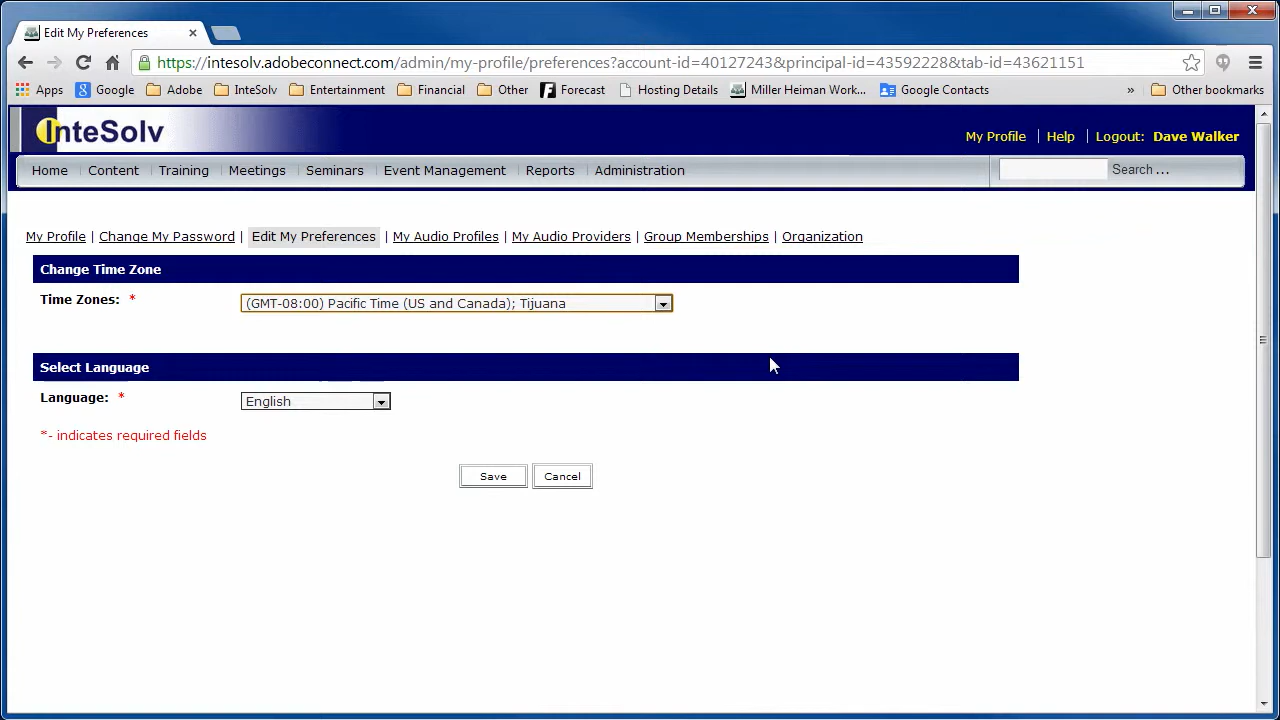 Edit My Preferences
https://intesolv.adobeconnect.com/admin/my-profile/preferences?account-id=40127243&principal-id=43592228&tab-id=43621151
Apps Google Adobe InteSolv Entertainment Financial Other Forecast Hosting Details Miller Heiman Work... Google Contacts » Other bookmarks
InteSolv
My Profile | Help | Logout: Dave Walker
Home Content Training Meetings Seminars Event Management Reports Administration Search ...
My Profile | Change My Password | Edit My Preferences | My Audio Profiles | My Audio Providers | Group Memberships | Organization
Change Time Zone
Time Zones: * (GMT-08:00) Pacific Time (US and Canada); Tijuana
Select Language
Language: * English
*- indicates required fields
Save Cancel